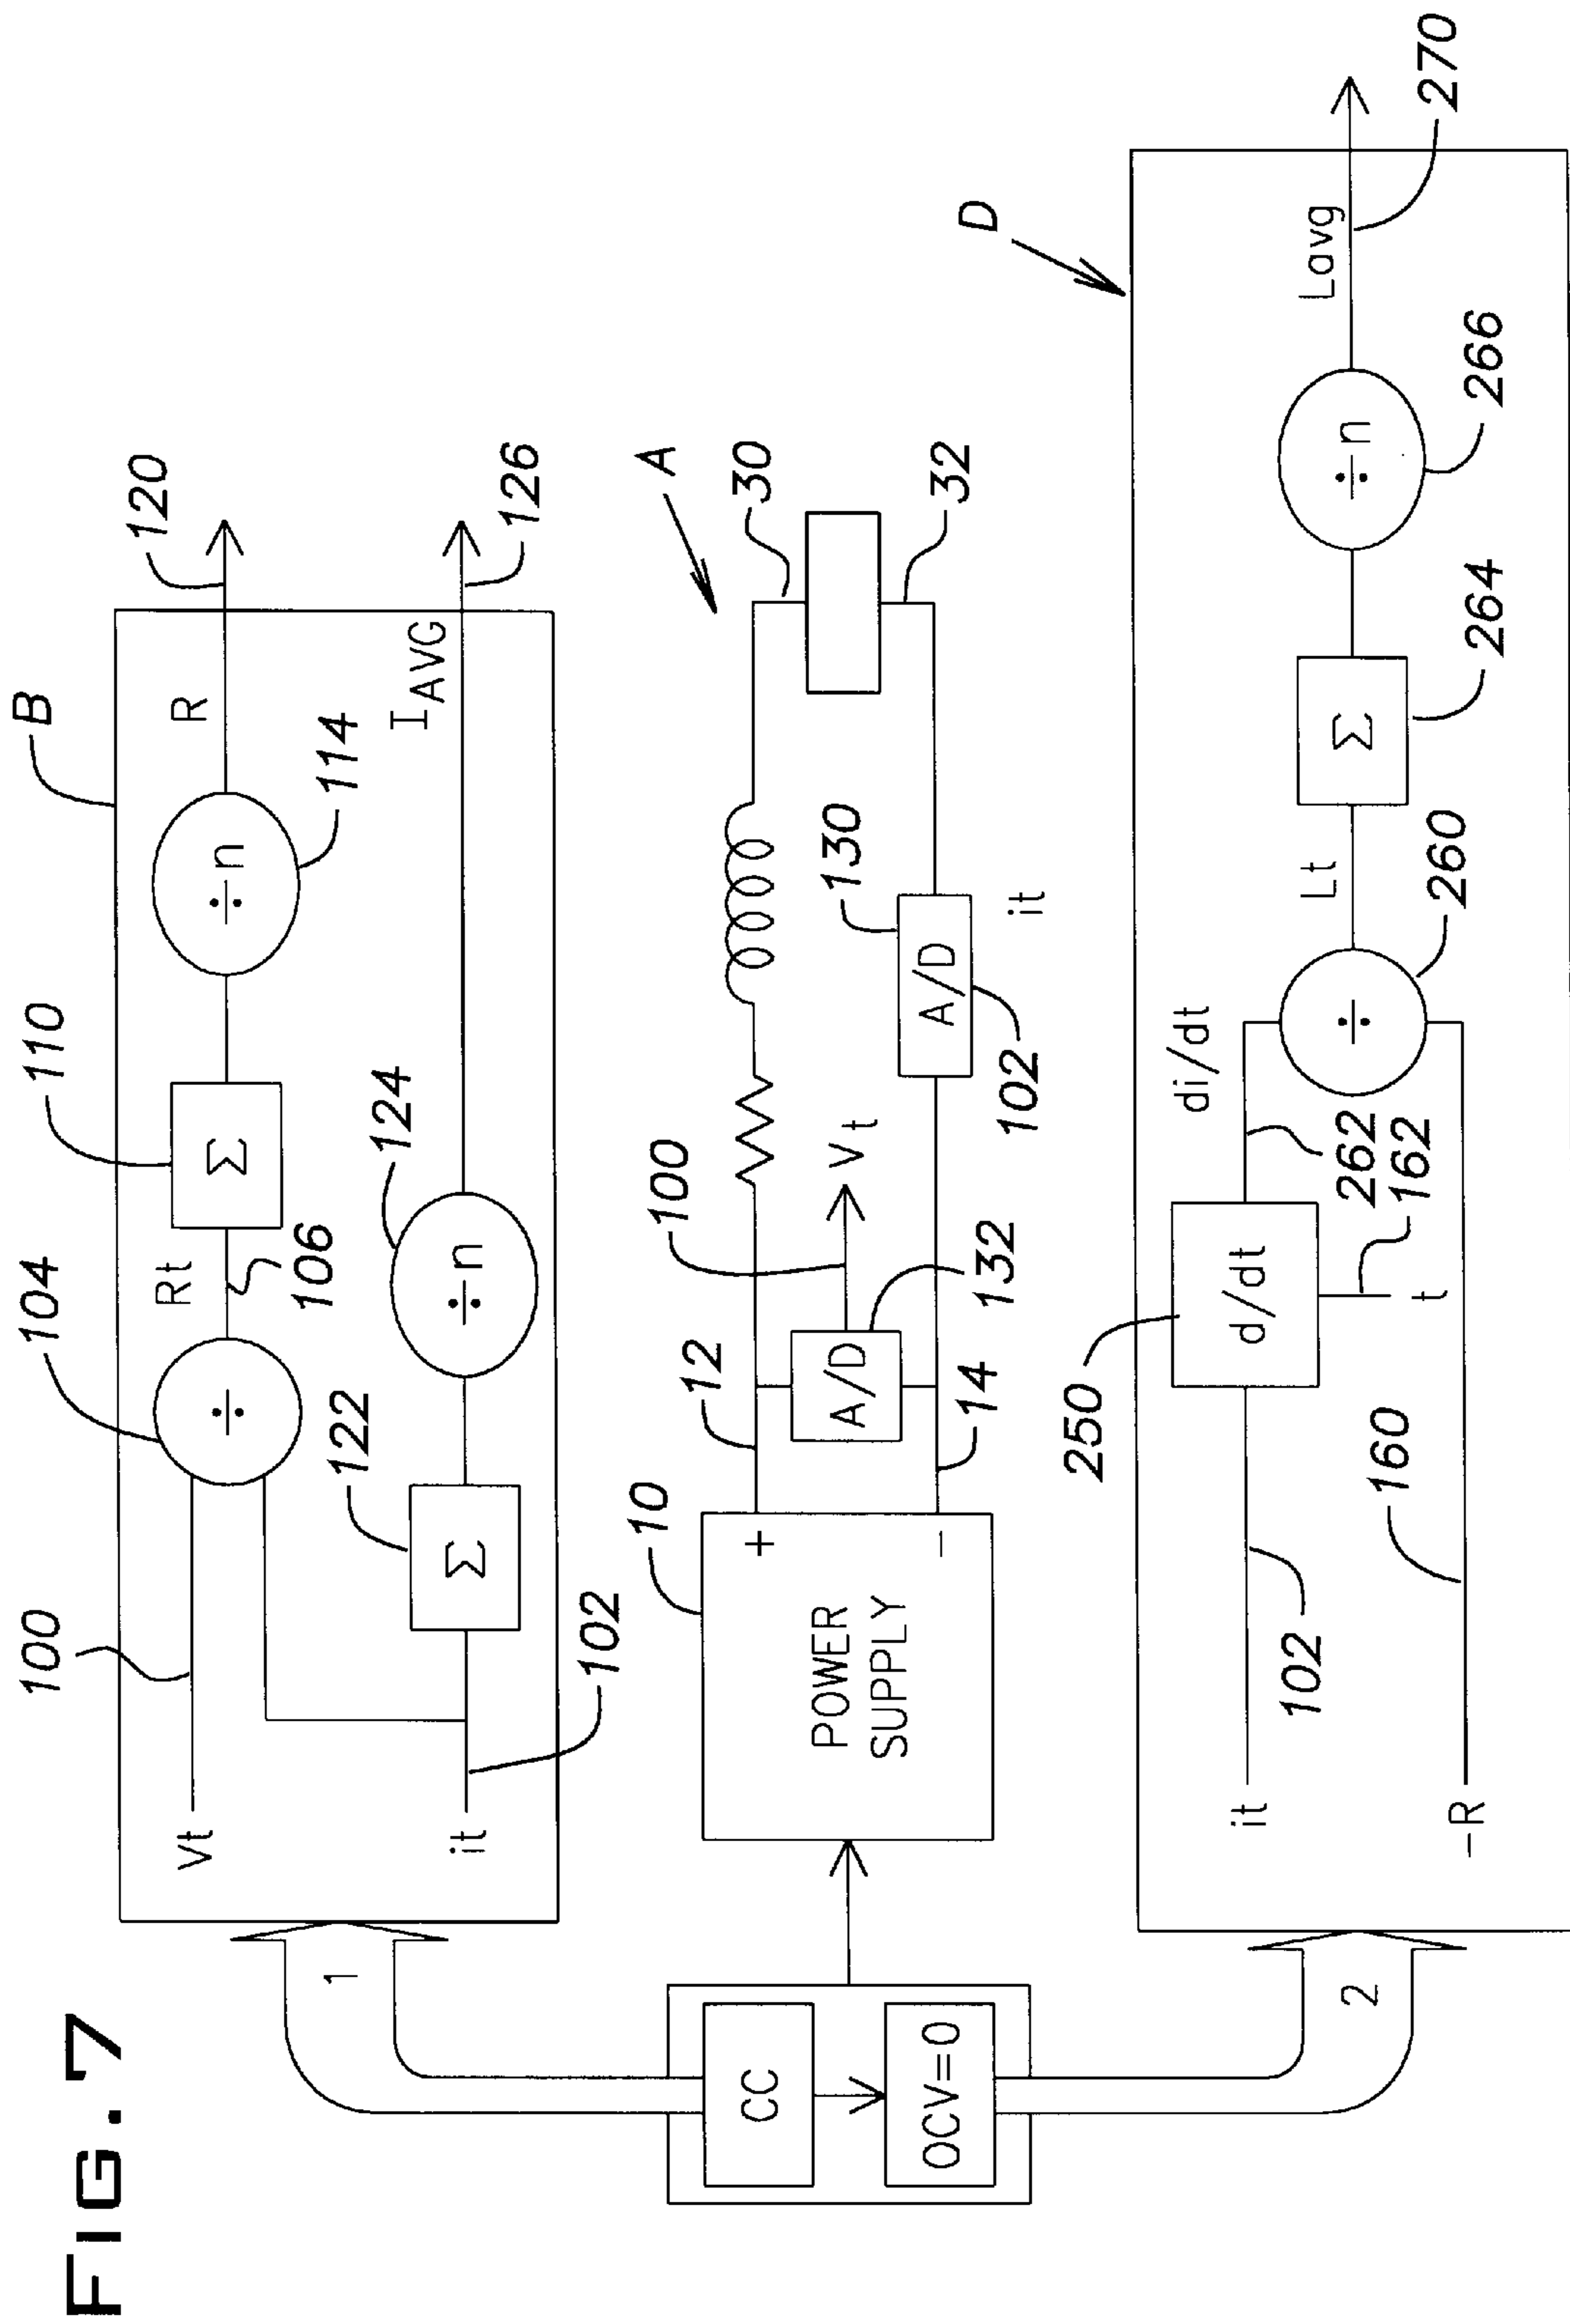 FIG. 7
B
100
104
110
120
Vt
Rt
÷
Σ
÷n
R
106
114
122
124
it
Σ
÷n
I AVG
126
102
1
CC
OCV=0
2
10
POWER
SUPPLY
+
-
12
14
A/D
132
100
Vt
A/D
130
102
it
30
32
A
D
250
it
102
d/dt
t
162
262
di/dt
-R
160
÷
260
Lt
Σ
264
÷n
266
Lavg
270